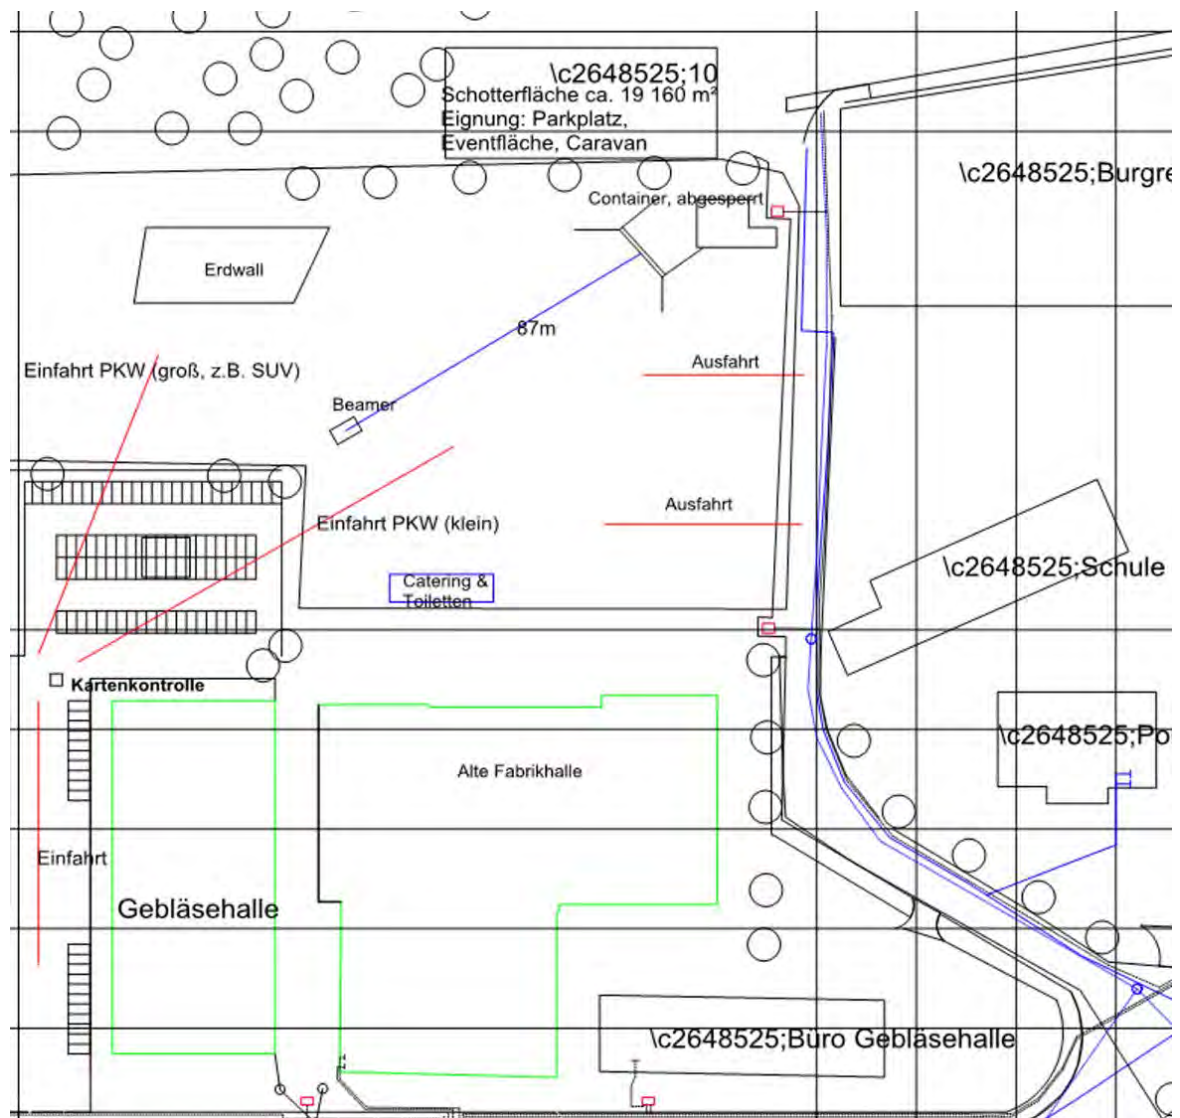 \c2648525;10
Schotterfläche ca. 19 160 m²
Eignung: Parkplatz,
Eventfläche, Caravan
\c2648525;Burgre
Container, abgesperrt
Erdwall
87m
Einfahrt PKW (groß, z.B. SUV)
Ausfahrt
Beamer
Ausfahrt
Einfahrt PKW (klein)
\c2648525;Schule
Catering &
Toiletten
Kartenkontrolle
\c2648525;Po
Alte Fabrikhalle
Einfahrt
Gebläsehalle
\c2648525;Büro Gebläsehalle